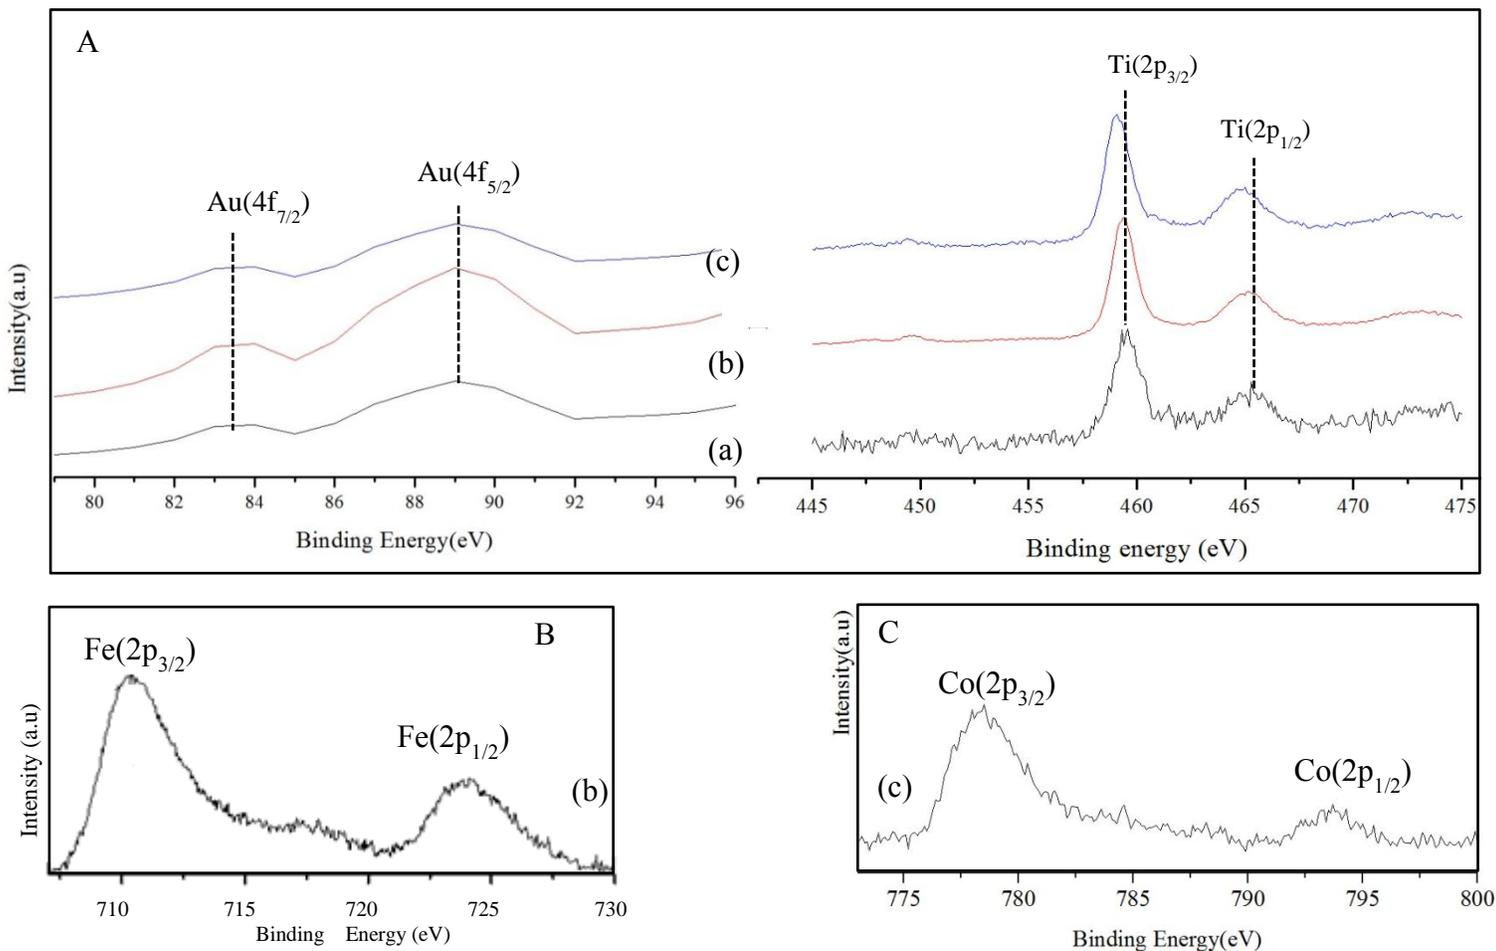 A
Ti(2p3/2)
Ti(2p1/2)
Au(4f5/2)
Au(4f7/2)
(c)
(b)
(a)
Intensity(a.u)
80 82 84 86 88 90 92 94 96
Binding Energy(eV)
445 450 455 460 465 470 475
Binding energy (eV)
B
Fe(2p3/2)
Fe(2p1/2)
(b)
Intensity (a.u)
710 715 720 725 730
Binding Energy (eV)
C
Co(2p3/2)
Co(2p1/2)
(c)
Intensity(a.u)
775 780 785 790 795 800
Binding Energy(eV)